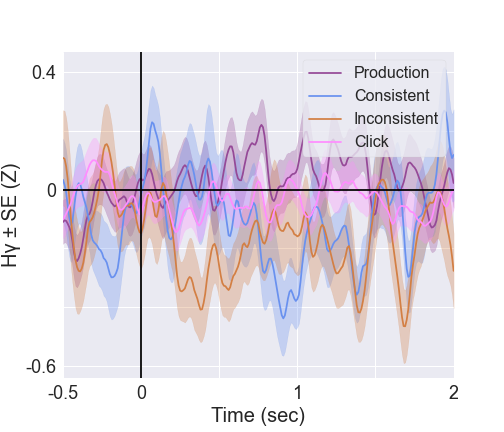 Production
Consistent
Inconsistent
Click
0.4
0
-0.6
Hγ ± SE (Z)
-0.5
0
1
2
Time (sec)